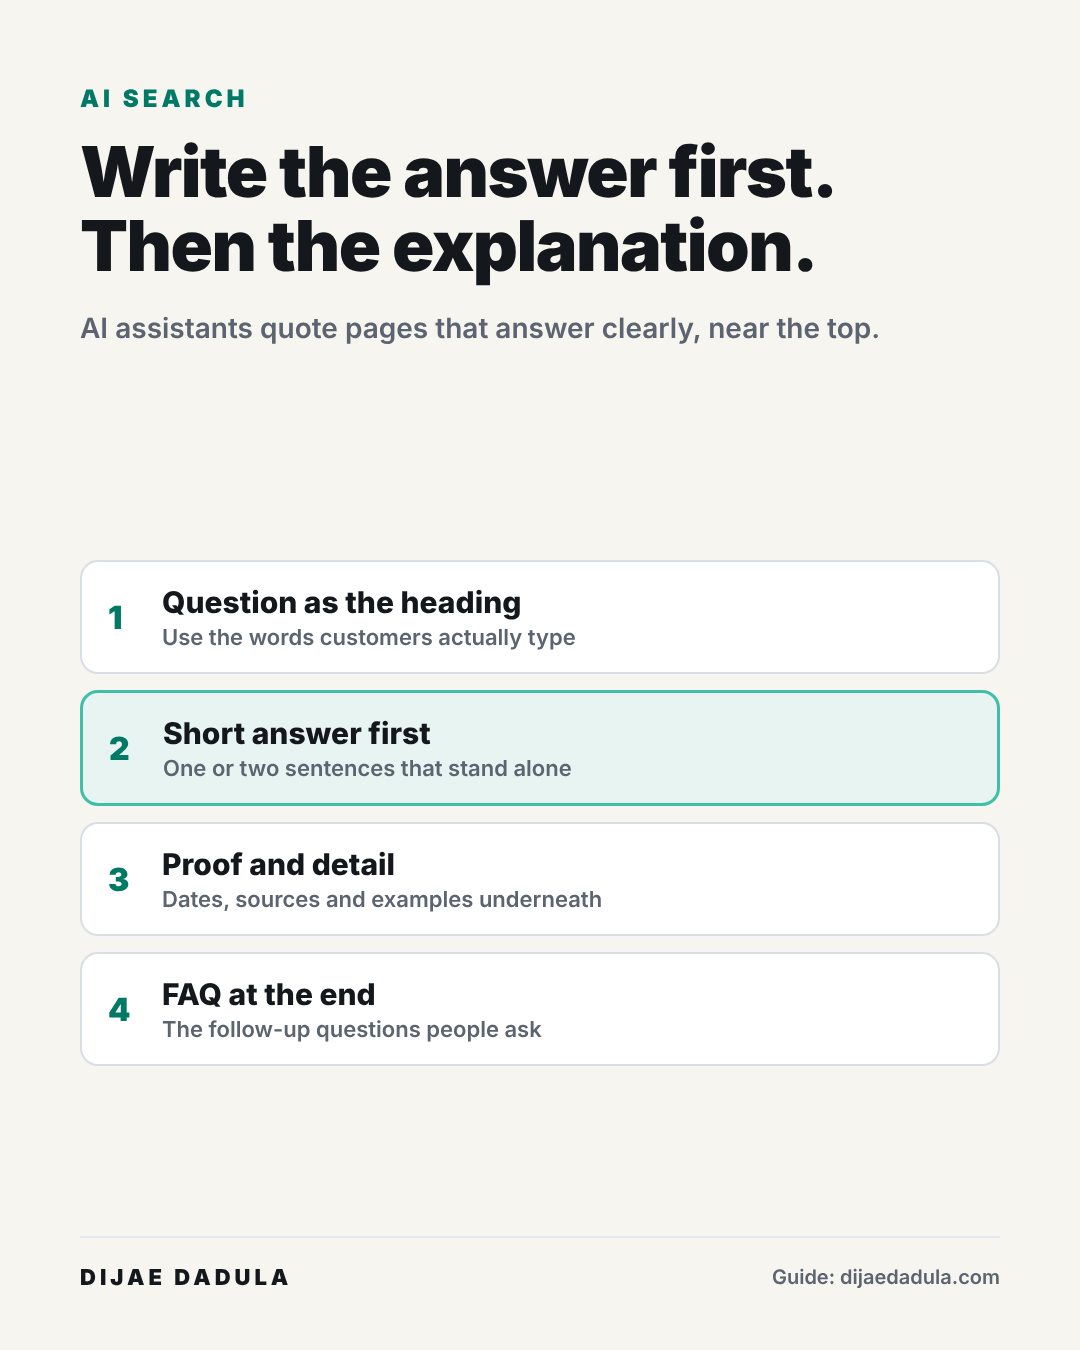 AI SEARCH
Write the answer first.
Then the explanation.
AI assistants quote pages that answer clearly, near the top.
1
Question as the heading
Use the words customers actually type
2
Short answer first
One or two sentences that stand alone
3
Proof and detail
Dates, sources and examples underneath
4
FAQ at the end
The follow-up questions people ask
DIJAE DADULA
Guide: dijaedadula.com